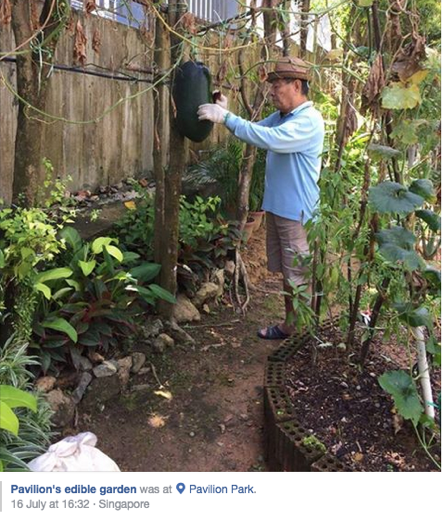 Pavilion's edible garden was at Pavilion Park.
16 July at 16:32 · Singapore